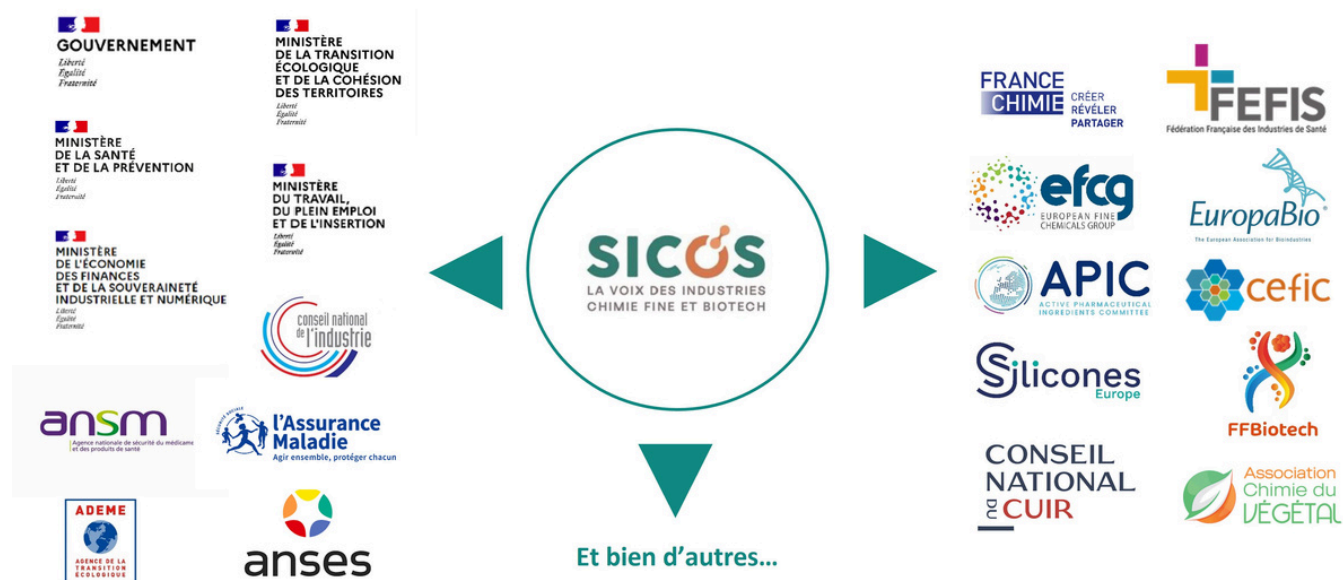 GOUVERNEMENT
Liberté
Égalité
Fraternité
MINISTÈRE
DE LA TRANSITION
ÉCOLOGIQUE
ET DE LA COHÉSION
DES TERRITOIRES
Liberté
Égalité
Fraternité
MINISTÈRE
DE LA SANTÉ
ET DE LA PRÉVENTION
Liberté
Égalité
Fraternité
MINISTÈRE
DU TRAVAIL,
DU PLEIN EMPLOI
ET DE L'INSERTION
Liberté
Égalité
Fraternité
MINISTÈRE
DE L'ÉCONOMIE
DES FINANCES
ET DE LA SOUVERAINETÉ
INDUSTRIELLE ET NUMÉRIQUE
Liberté
Égalité
Fraternité
conseil national
de l'industrie
ansm
Agence nationale de sécurité du médicame
et des produits de santé
SÉCURITÉ SOCIALE
l'Assurance
Maladie
Agir ensemble, protéger chacun
ADEME
AGENCE DE LA
TRANSITION
ÉCOLOGIQUE
anses
SICOS
LA VOIX DES INDUSTRIES
CHIMIE FINE ET BIOTECH
Et bien d'autres...
FRANCE
CHIMIE
CRÉER
RÉVÉLER
PARTAGER
FEFIS
Fédération Française des Industries de Santé
efcg
EUROPEAN FINE
CHEMICALS GROUP
EuropaBio®
The European Association for Bioindustries
APIC
ACTIVE PHARMACEUTICAL
INGREDIENTS COMMITTEE
cefic
Silicones
Europe
FFBiotech
CONSEIL
NATIONAL
DU CUIR
Association
Chimie du
VÉGÉTAL